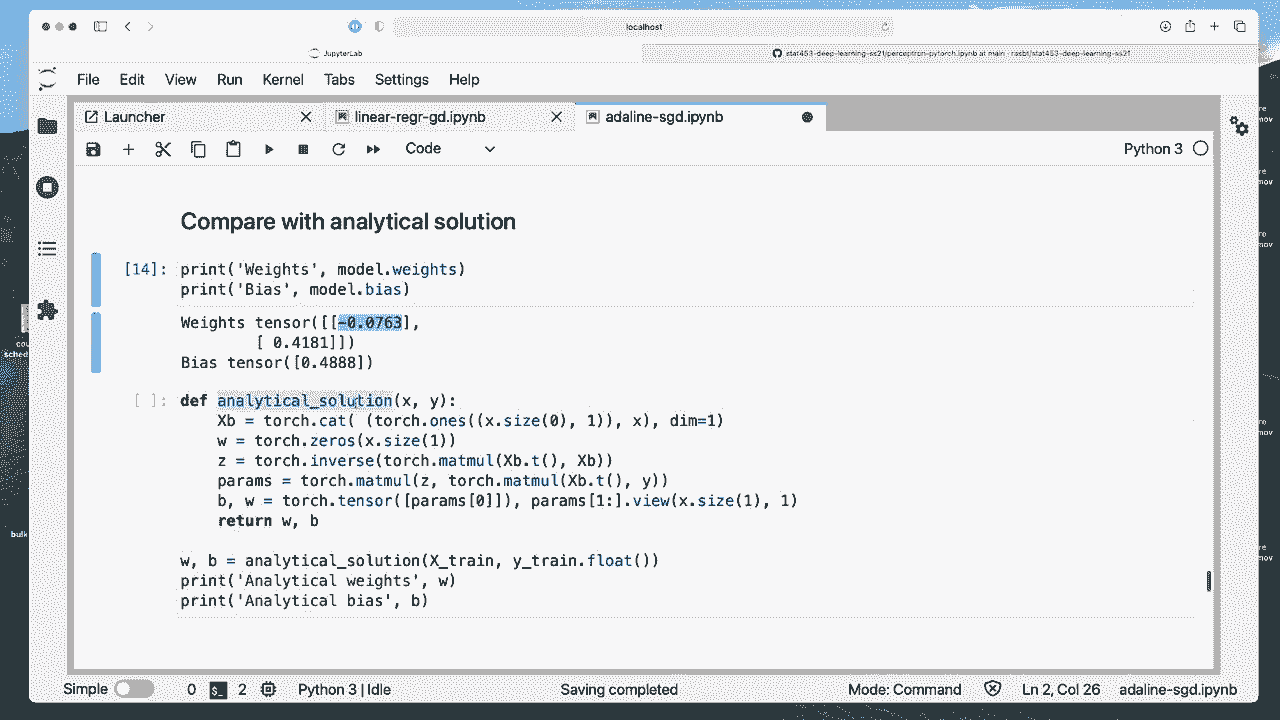 localhost
JupyterLab
stat453-deep-learning-ss21/perceptron-pytorch.ipynb at main · rasbt/stat453-deep-learning-ss21
File Edit View Run Kernel Tabs Settings Help
Launcher linear-regr-gd.ipynb adaline-sgd.ipynb
Code Python 3
Compare with analytical solution
[14]: print('Weights', model.weights)
print('Bias', model.bias)
Weights tensor([[-0.0763],
[ 0.4181]])
Bias tensor([0.4888])
[ ]: def analytical_solution(x, y):
Xb = torch.cat( (torch.ones((x.size(0), 1)), x), dim=1)
w = torch.zeros(x.size(1))
z = torch.inverse(torch.matmul(Xb.t(), Xb))
params = torch.matmul(z, torch.matmul(Xb.t(), y))
b, w = torch.tensor([params[0]]), params[1:].view(x.size(1), 1)
return w, b
w, b = analytical_solution(X_train, y_train.float())
print('Analytical weights', w)
print('Analytical bias', b)
Simple 0 2 Python 3 | Idle Saving completed Mode: Command Ln 2, Col 26 adaline-sgd.ipynb